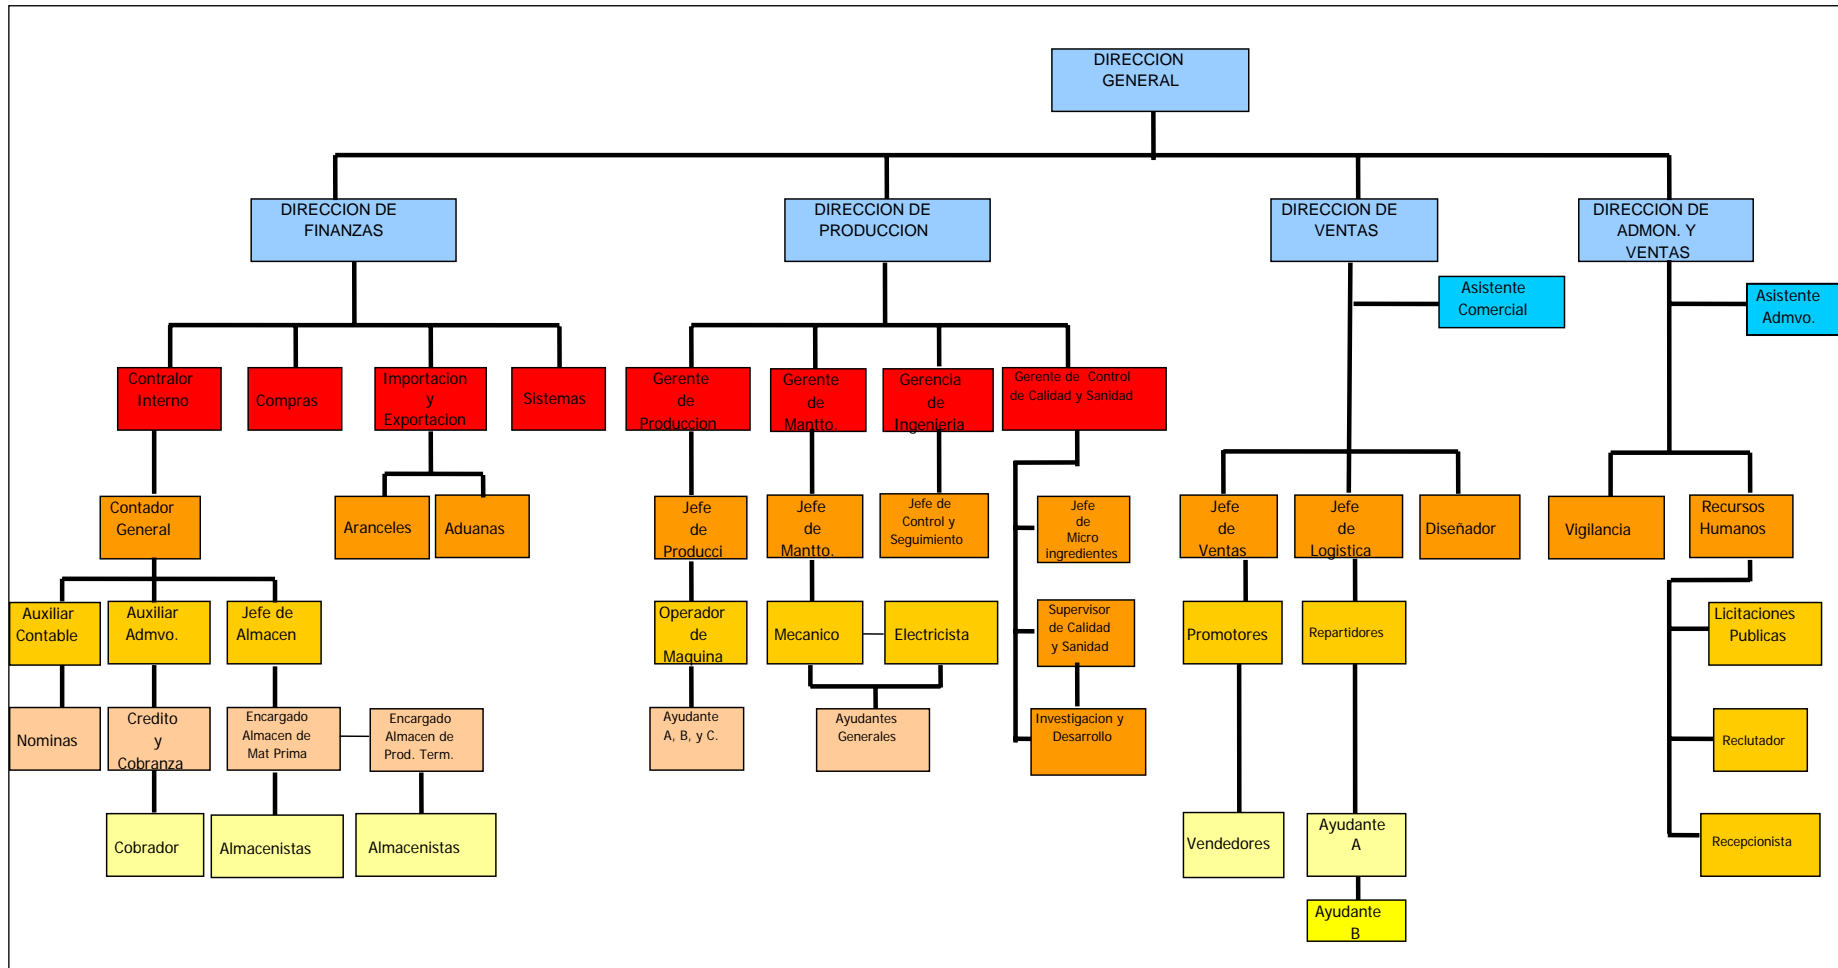 DIRECCION
GENERAL
DIRECCION DE
FINANZAS
DIRECCION DE
PRODUCCION
DIRECCION DE
VENTAS
DIRECCION DE
ADMON. Y
VENTAS
Asistente
Comercial
Asistente
Admvo.
Contralor
Interno
Compras
Importacion
y
Exportacion
Sistemas
Gerente
de
Produccion
Gerente
de
Mantto.
Gerencia
de
Ingenieria
Gerente de Control
de Calidad y Sanidad
Contador
General
Aranceles
Aduanas
Jefe
de
Producci
Jefe
de
Mantto.
Jefe de
Control y
Seguimiento
Jefe
de
Micro
ingredientes
Jefe
de
Ventas
Jefe
de
Logistica
Diseñador
Vigilancia
Recursos
Humanos
Auxiliar
Contable
Auxiliar
Admvo.
Jefe de
Almacen
Operador
de
Maquina
Mecanico
Electricista
Supervisor
de Calidad
y Sanidad
Promotores
Repartidores
Licitaciones
Publicas
Nominas
Credito
y
Cobranza
Encargado
Almacen de
Mat Prima
Encargado
Almacen de
Prod. Term.
Ayudante
A, B, y C.
Ayudantes
Generales
Investigacion y
Desarrollo
Reclutador
Cobrador
Almacenistas
Almacenistas
Vendedores
Ayudante
A
Recepcionista
Ayudante
B